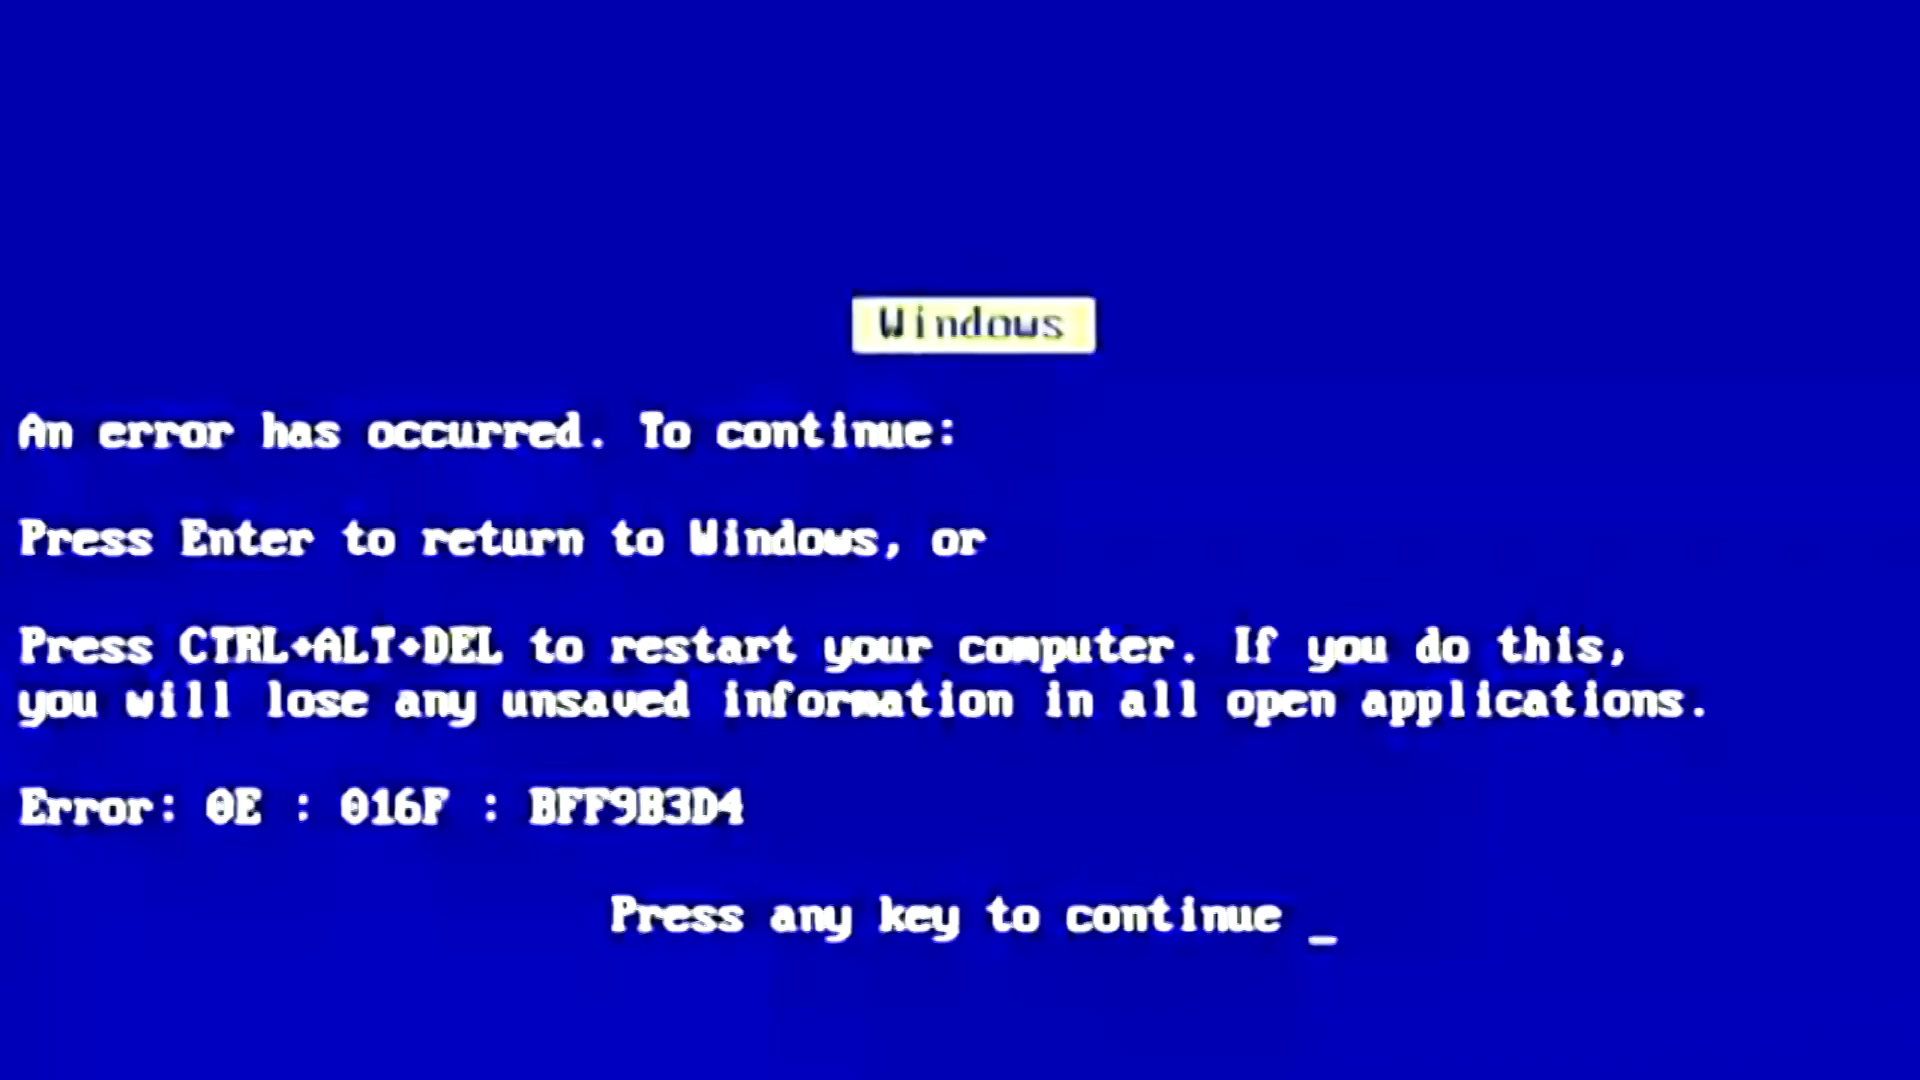 Windows
An error has occurred. To continue:
Press Enter to return to Windows, or
Press CTRL+ALT+DEL to restart your computer. If you do this,
you will lose any unsaved information in all open applications.
Error: 0E : 016F : BFF9B3D4
Press any key to continue _